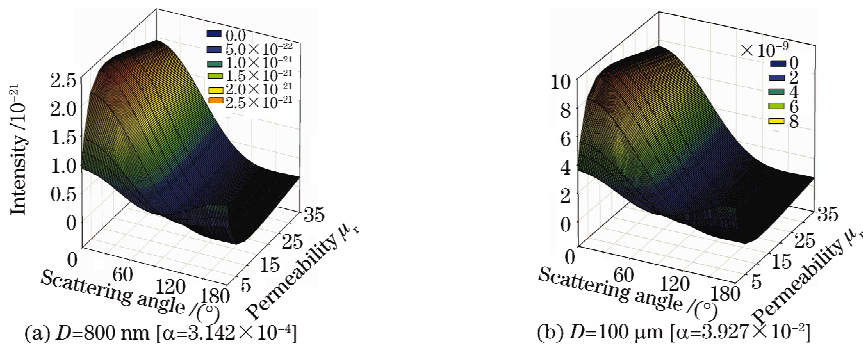 0.0
5.0×10⁻²²
1.0×10⁻²¹
1.5×10⁻²¹
2.0×10⁻²¹
2.5×10⁻²¹
Intensity /10⁻²¹
2.5
2.0
1.5
1.0
0.5
0
0 60 120 180
Scattering angle /(°)
5 15 25 35
Permeability μᵣ
(a) D=800 nm [α=3.142×10⁻⁴]
×10⁻⁹
0
2
4
6
8
10
8
6
4
2
0
0 60 120 180
Scattering angle /(°)
5 15 25 35
Permeability μᵣ
(b) D=100 μm [α=3.927×10⁻²]